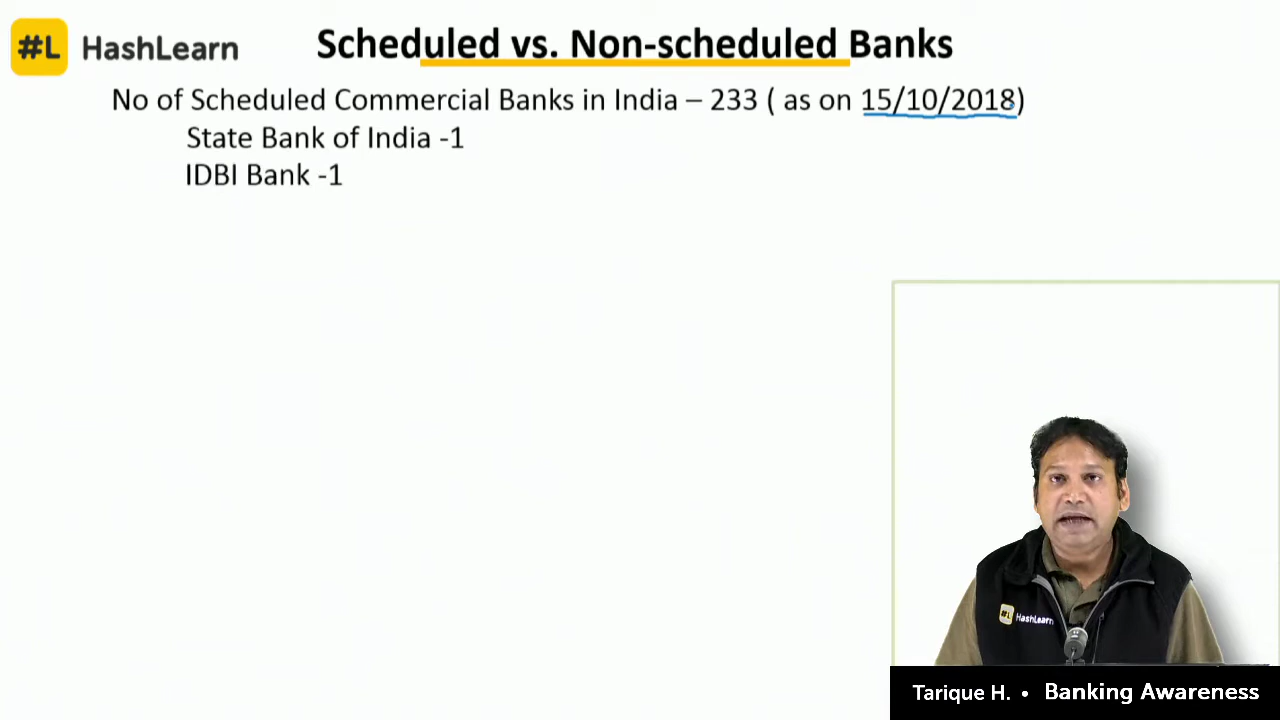 #L HashLearn
Scheduled vs. Non-scheduled Banks
No of Scheduled Commercial Banks in India – 233 ( as on 15/10/2018)
State Bank of India -1
IDBI Bank -1
#L HashLearn
Tarique H. • Banking Awareness